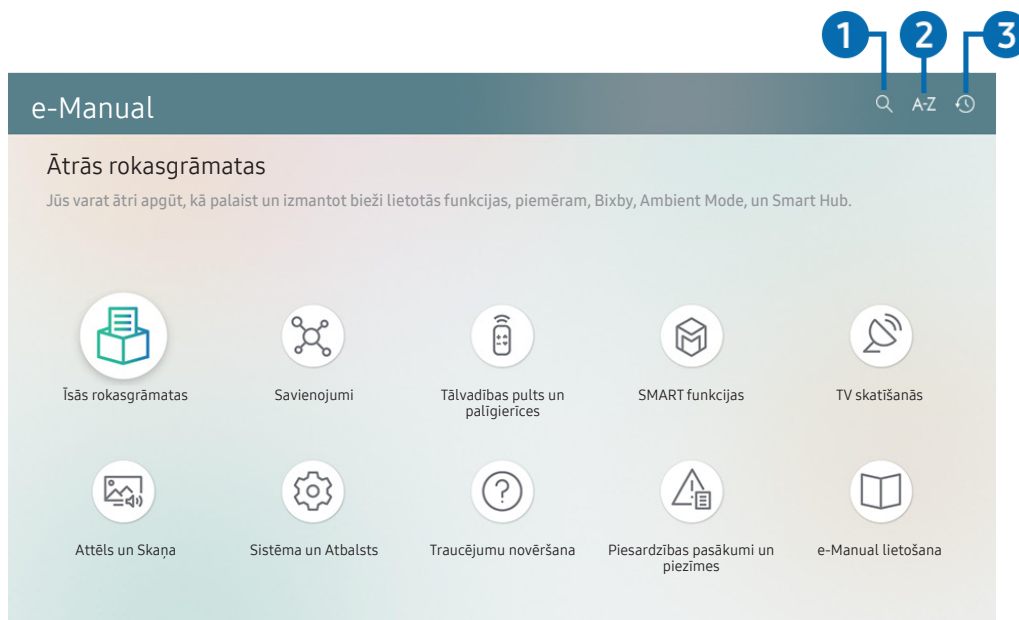 1 2 3
e-Manual
A-Z
Ātrās rokasgrāmatas
Jūs varat ātri apgūt, kā palaist un izmantot bieži lietotās funkcijas, piemēram, Bixby, Ambient Mode, un Smart Hub.
Īsās rokasgrāmatas
Savienojumi
Tālvadības pults un
palīgierīces
SMART funkcijas
TV skatīšanās
Attēls un Skaņa
Sistēma un Atbalsts
Traucējumu novēršana
Piesardzības pasākumi un
piezīmes
e-Manual lietošana